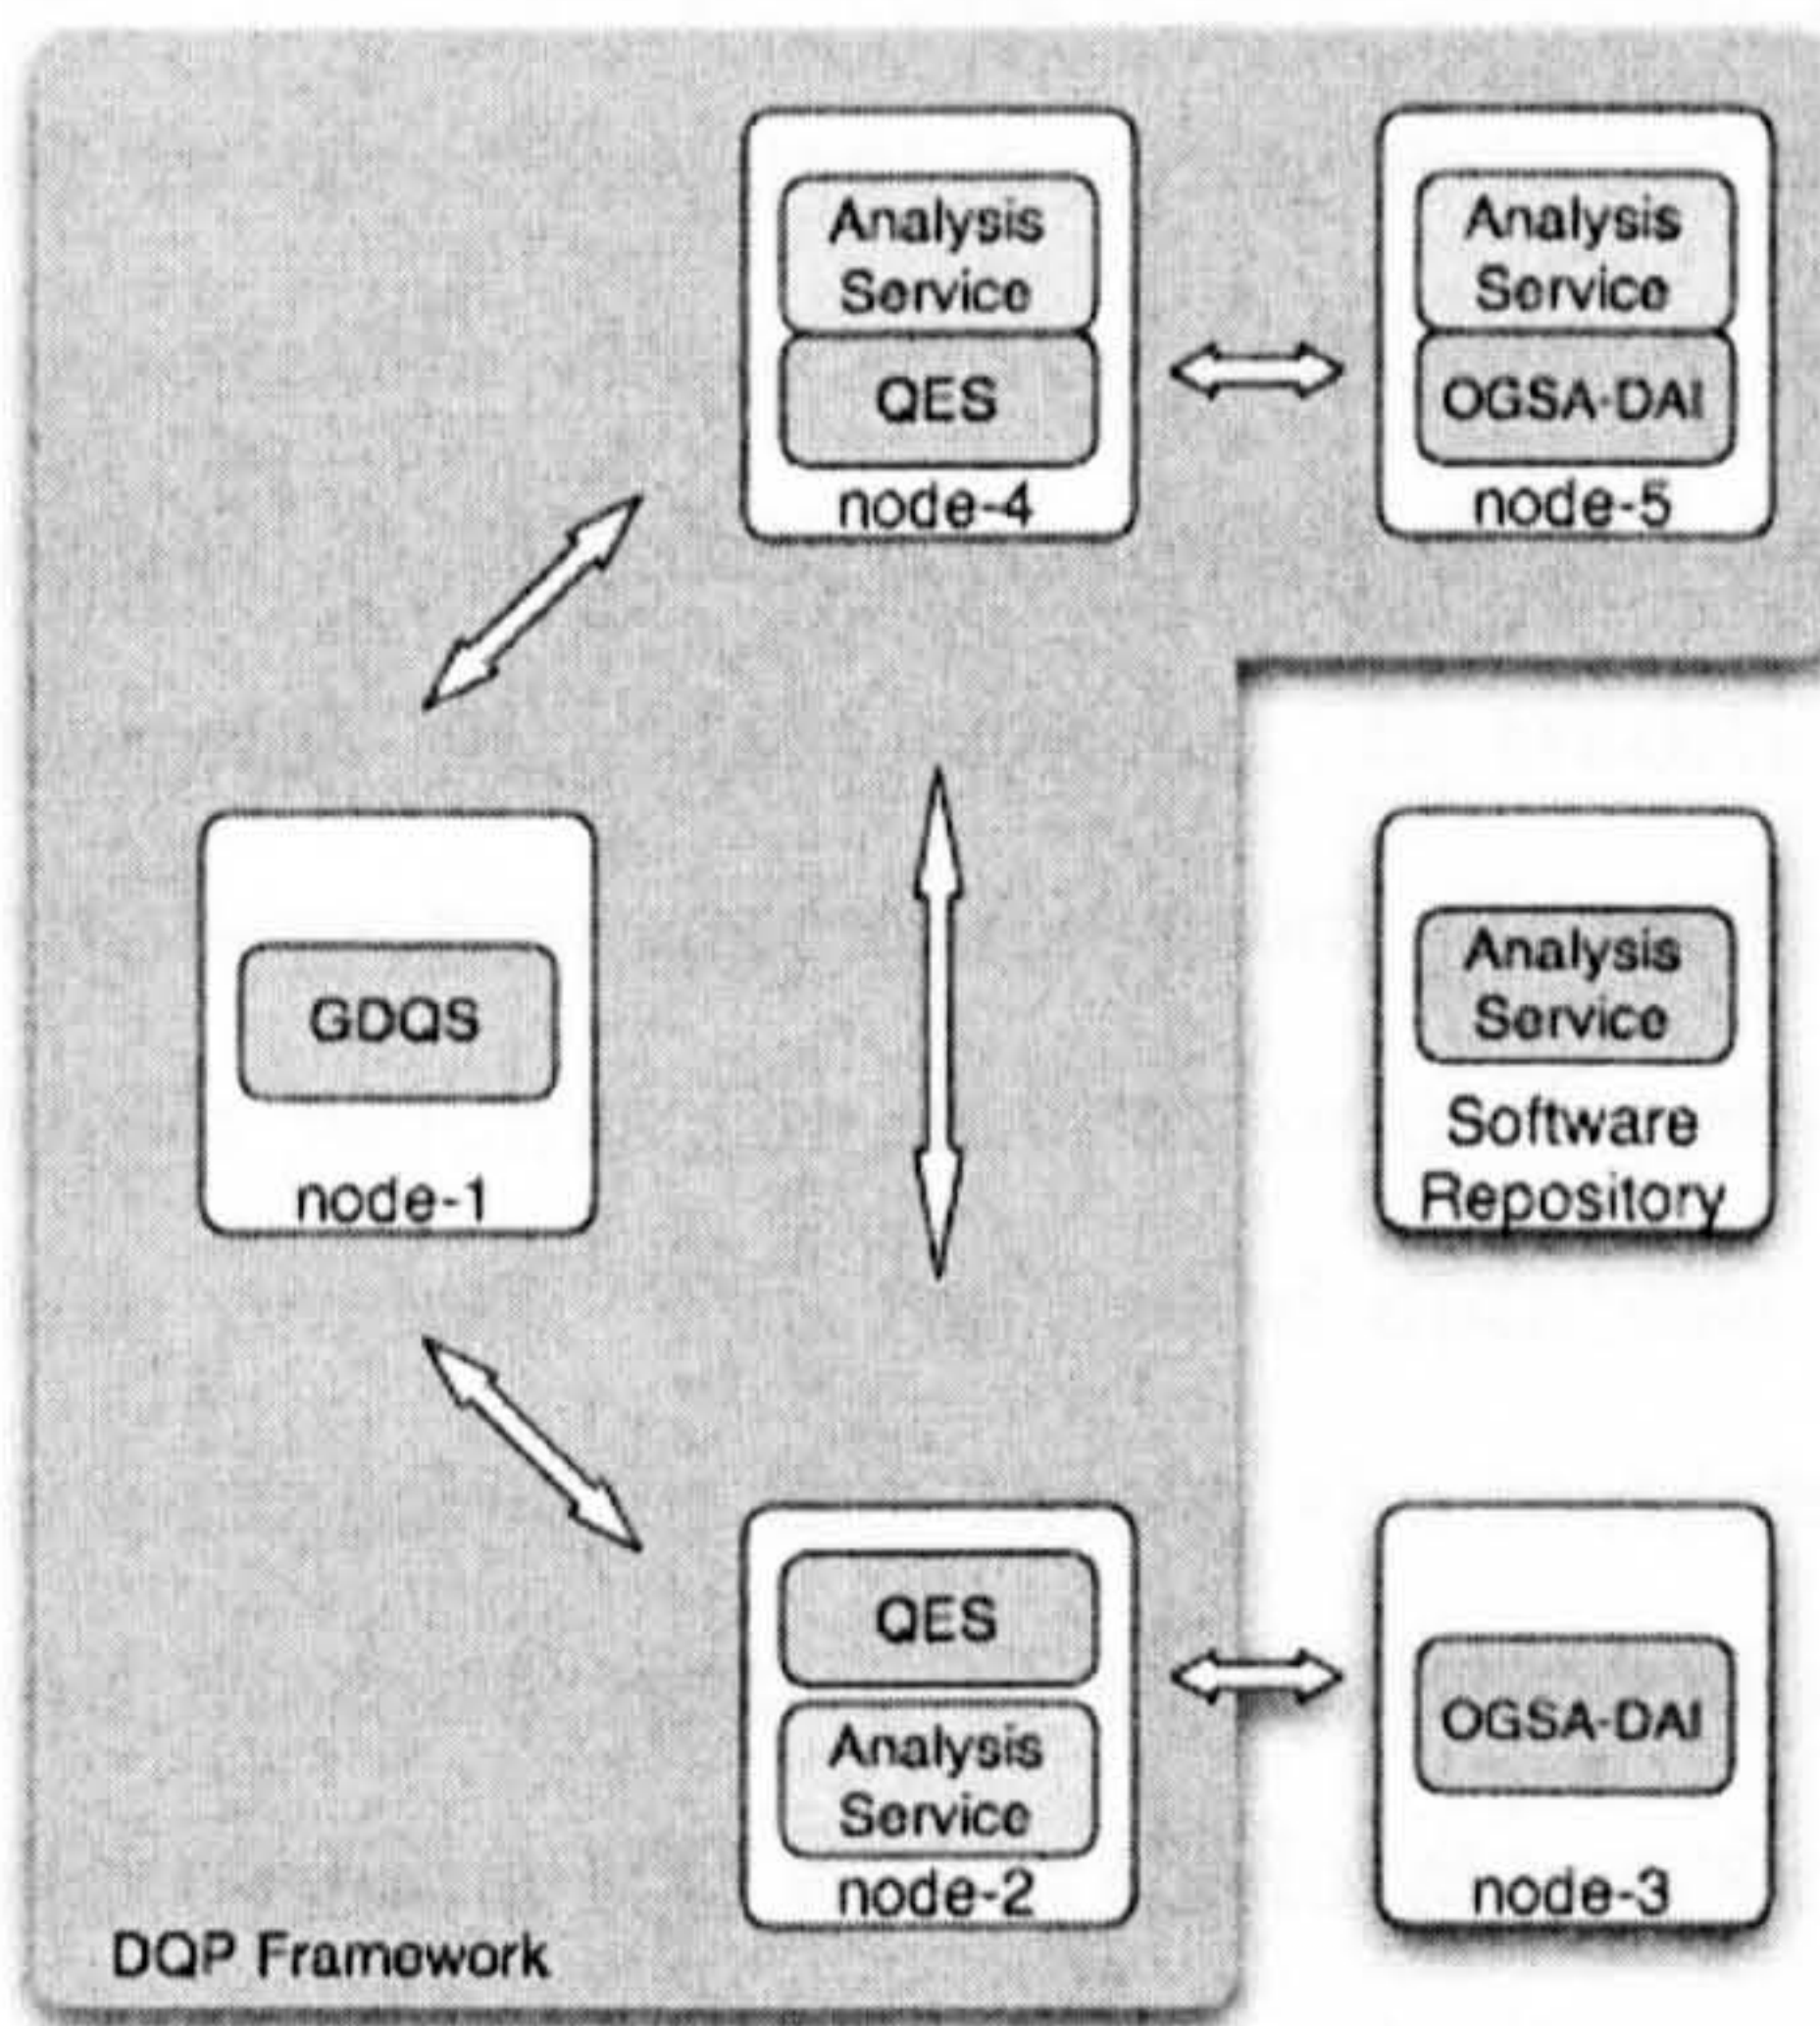 Analysis
Service
QES
node-4
Analysis
Service
OGSA-DAI
node-5
GDQS
node-1
Analysis
Service
Software
Repository
QES
Analysis
Service
node-2
OGSA-DAI
node-3
DQP Framework